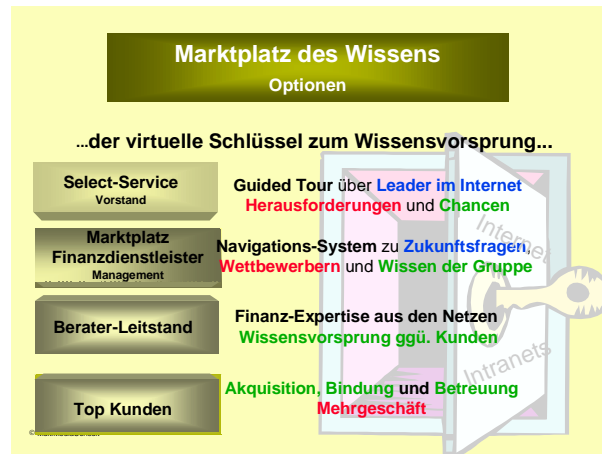 Marktplatz des Wissens
Optionen
...der virtuelle Schlüssel zum Wissensvorsprung...
Select-Service
Vorstand
Guided Tour über Leader im Internet
Herausforderungen und Chancen
Internet
Marktplatz
Finanzdienstleister
Management
Navigations-System zu Zukunftsfragen,
Wettbewerbern und Wissen der Gruppe
Berater-Leitstand
Finanz-Expertise aus den Netzen
Wissensvorsprung ggü. Kunden
Intranets
Top Kunden
Akquisition, Bindung und Betreuung
Mehrgeschäft
©